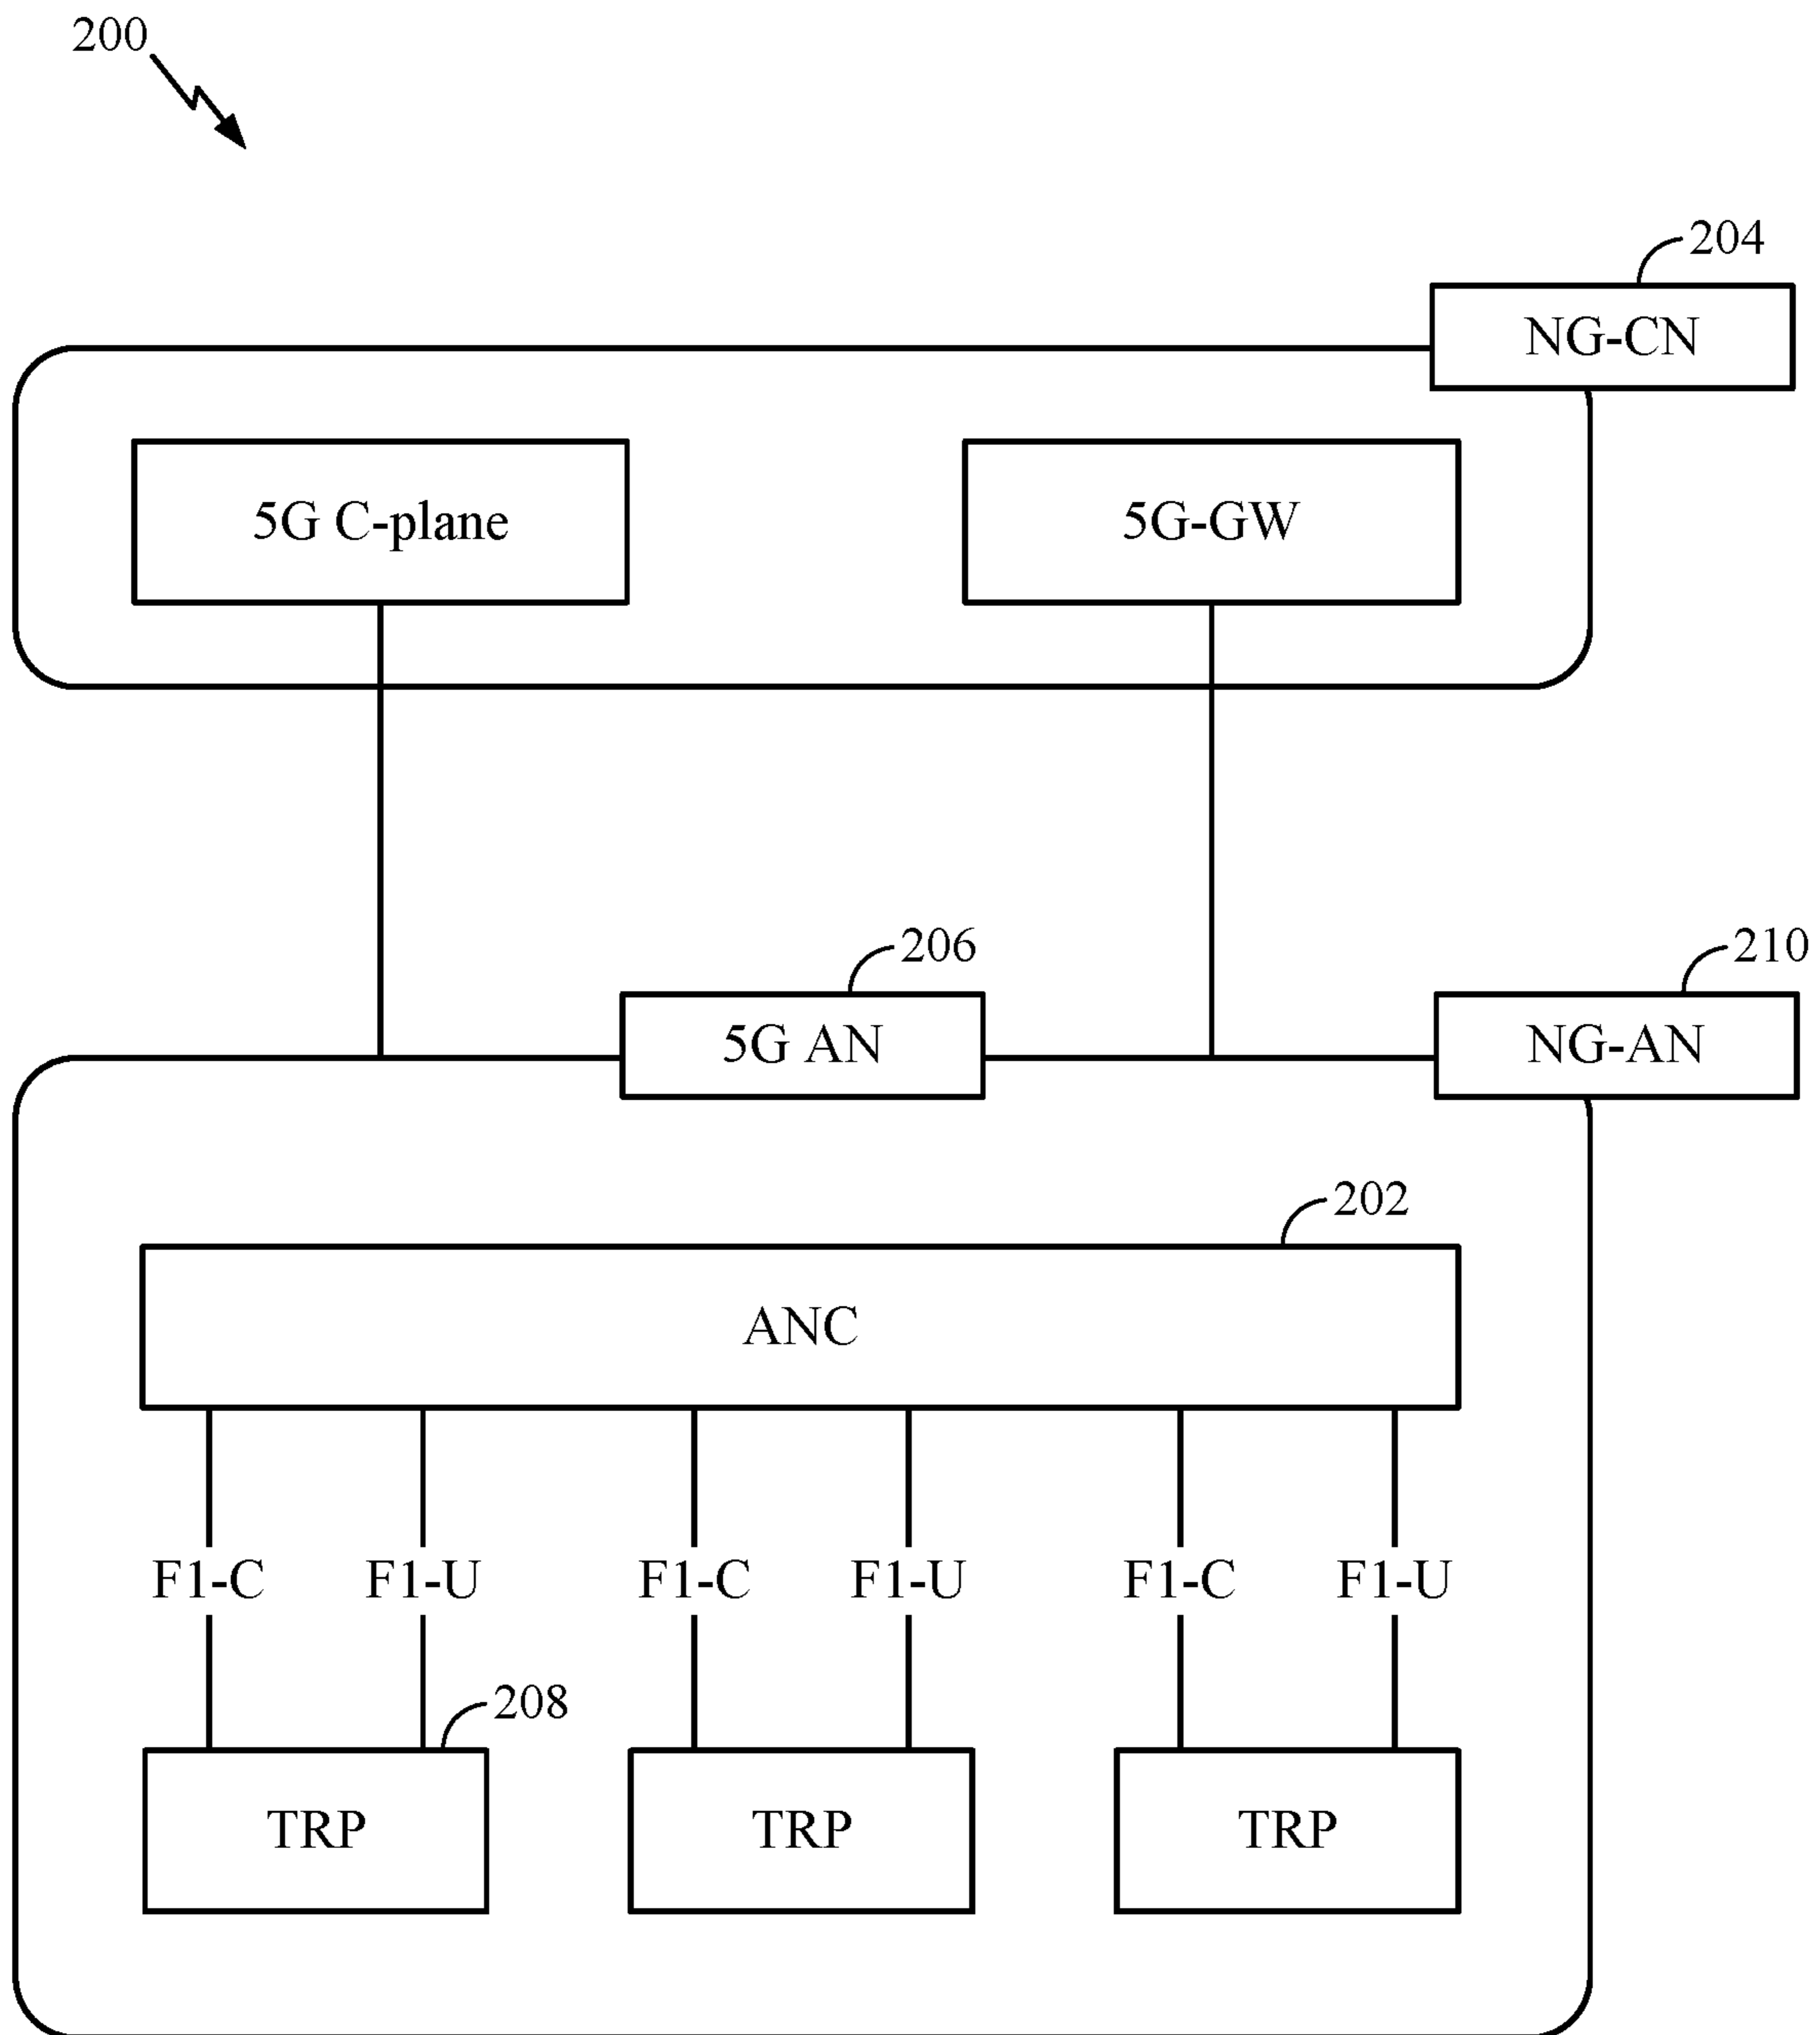 200
204
NG-CN
5G C-plane
5G-GW
206
210
5G AN
NG-AN
202
ANC
F1-C F1-U F1-C F1-U F1-C F1-U
208
TRP TRP TRP